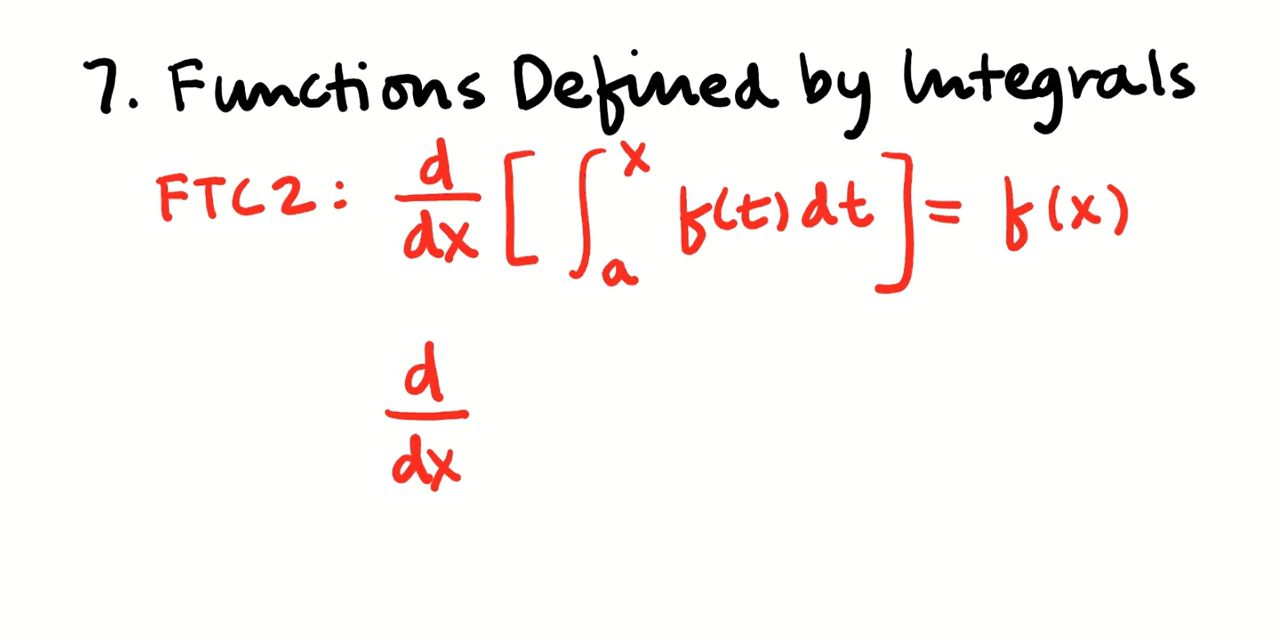 7. Functions Defined by Integrals
FTC2: d/dx [ ∫_a^x f(t) dt ] = f(x)
d/dx